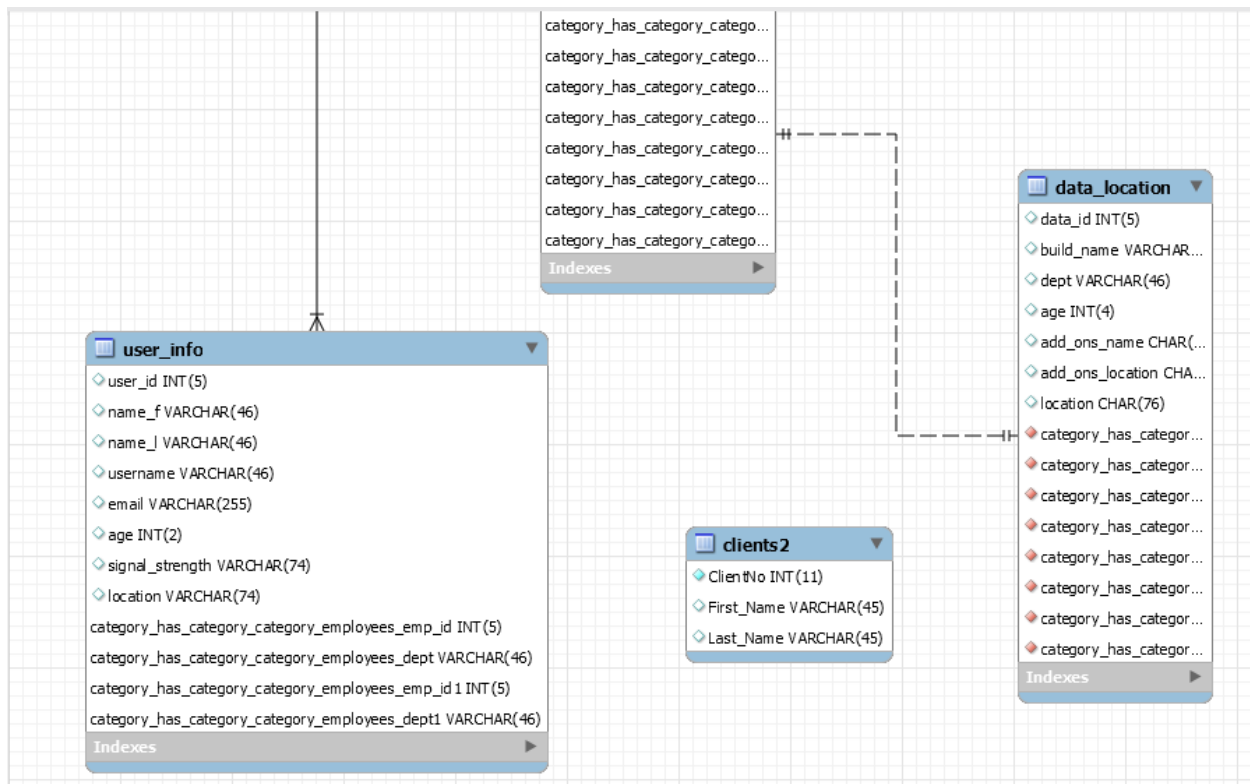 category_has_category_catego...
category_has_category_catego...
category_has_category_catego...
category_has_category_catego...
category_has_category_catego...
category_has_category_catego...
category_has_category_catego...
category_has_category_catego...
Indexes
data_location
data_id INT(5)
build_name VARCHAR...
dept VARCHAR(46)
age INT(4)
add_ons_name CHAR(...
add_ons_location CHA...
location CHAR(76)
category_has_categor...
category_has_categor...
category_has_categor...
category_has_categor...
category_has_categor...
category_has_categor...
category_has_categor...
category_has_categor...
Indexes
user_info
user_id INT(5)
name_f VARCHAR(46)
name_l VARCHAR(46)
username VARCHAR(46)
email VARCHAR(255)
age INT(2)
signal_strength VARCHAR(74)
location VARCHAR(74)
category_has_category_category_employees_emp_id INT(5)
category_has_category_category_employees_dept VARCHAR(46)
category_has_category_category_employees_emp_id1 INT(5)
category_has_category_category_employees_dept1 VARCHAR(46)
Indexes
clients2
ClientNo INT(11)
First_Name VARCHAR(45)
Last_Name VARCHAR(45)